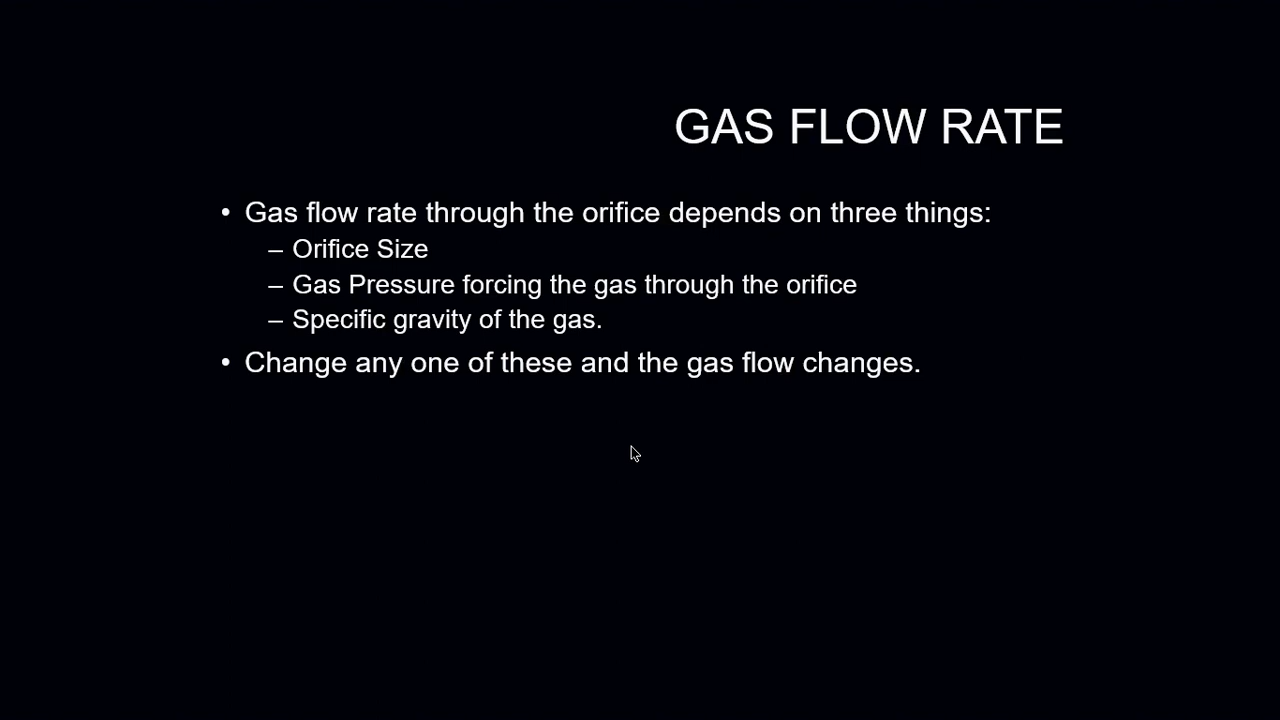 GAS FLOW RATE
• Gas flow rate through the orifice depends on three things:
– Orifice Size
– Gas Pressure forcing the gas through the orifice
– Specific gravity of the gas.
• Change any one of these and the gas flow changes.